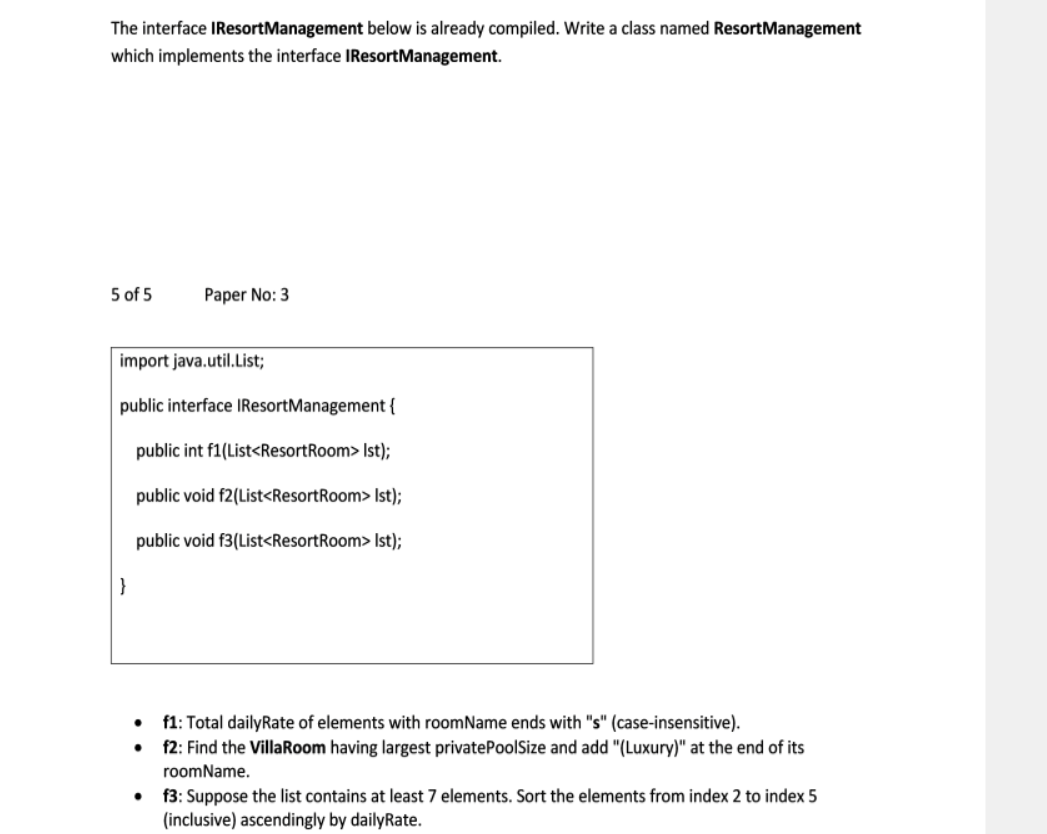 The interface IResortManagement below is already compiled. Write a class named ResortManagement
which implements the interface IResortManagement.
5 of 5 Paper No: 3
import java.util.List;
public interface IResortManagement {
public int f1(List<ResortRoom> lst);
public void f2(List<ResortRoom> lst);
public void f3(List<ResortRoom> lst);
}
• f1: Total dailyRate of elements with roomName ends with "s" (case-insensitive).
• f2: Find the VillaRoom having largest privatePoolSize and add "(Luxury)" at the end of its
roomName.
• f3: Suppose the list contains at least 7 elements. Sort the elements from index 2 to index 5
(inclusive) ascendingly by dailyRate.